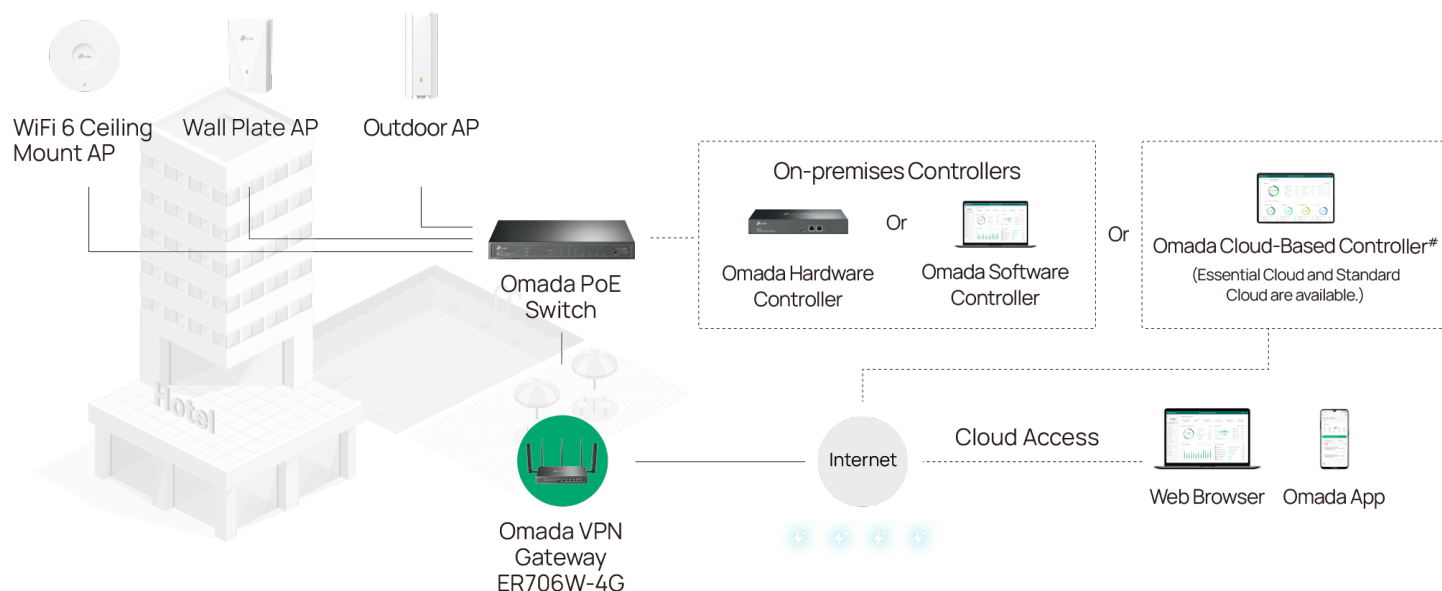 WiFi 6 Ceiling
Mount AP
Wall Plate AP
Outdoor AP
On-premises Controllers
Or
Omada Hardware
Controller
Omada Software
Controller
Or
Omada Cloud-Based Controller#
(Essential Cloud and Standard
Cloud are available.)
Omada PoE
Switch
Hotel
Internet
Cloud Access
Web Browser
Omada App
Omada VPN
Gateway
ER706W-4G